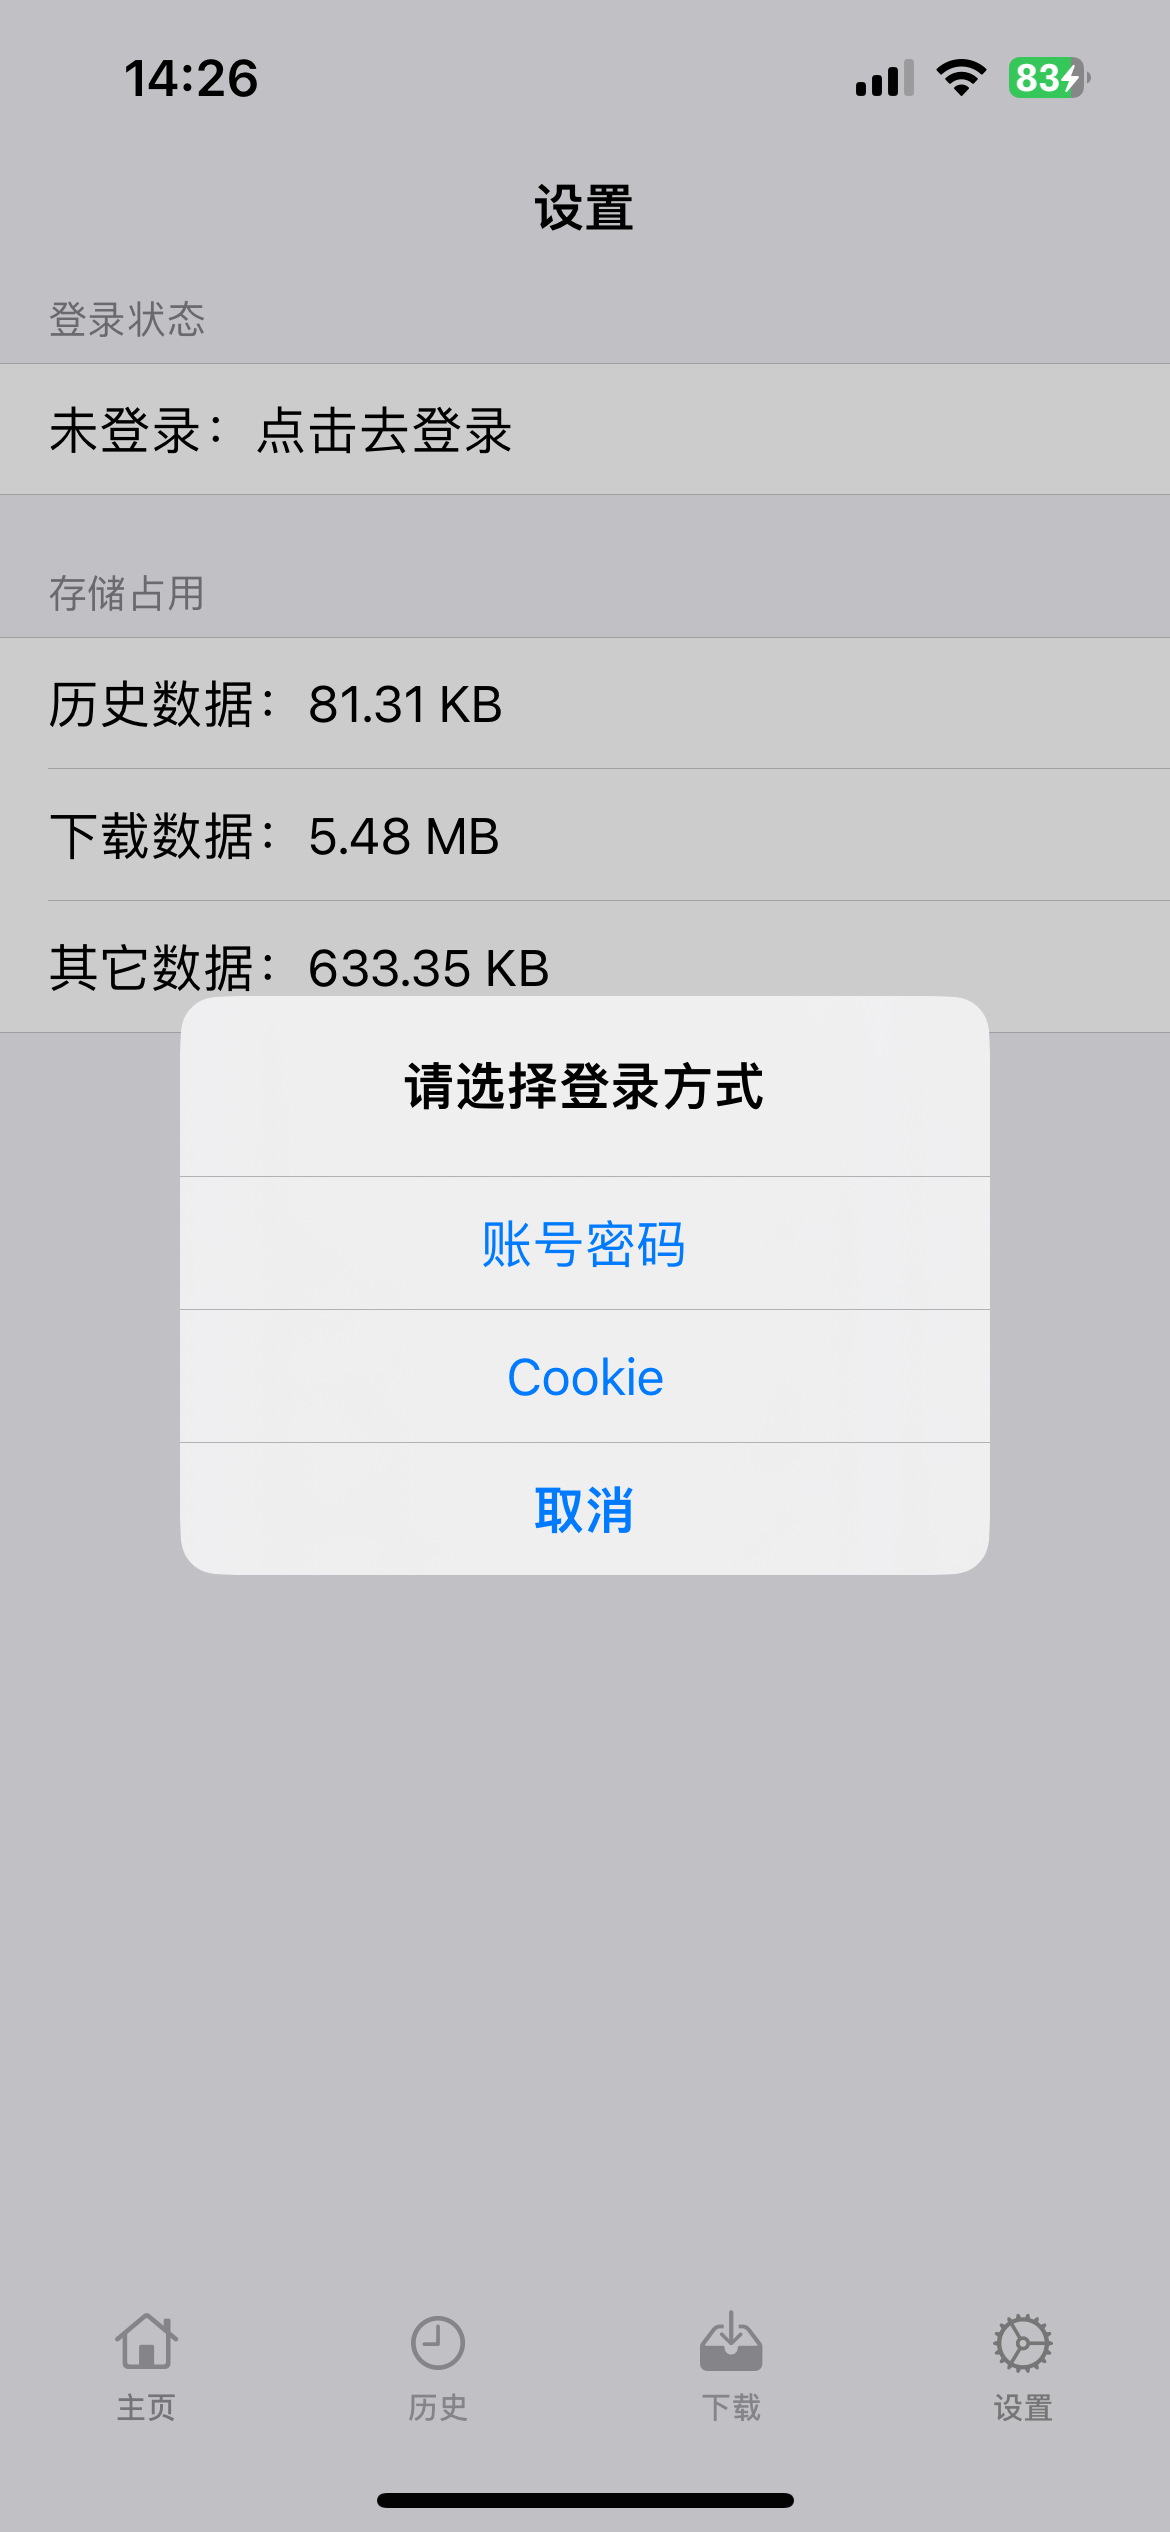 14:26
83
设置
登录状态
未登录：点击去登录
存储占用
历史数据：81.31 KB
下载数据：5.48 MB
其它数据：633.35 KB
请选择登录方式
账号密码
Cookie
取消
主页
历史
下载
设置